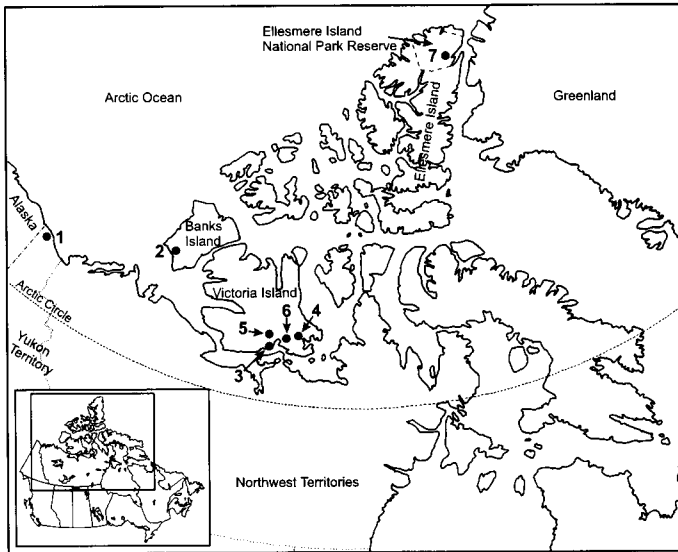 Ellesmere Island
National Park Reserve
7
Arctic Ocean
Greenland
Ellesmere Island
Alaska
1
Banks
Island
2
Victoria Island
5
6
4
3
Arctic Circle
Yukon
Territory
Northwest Territories